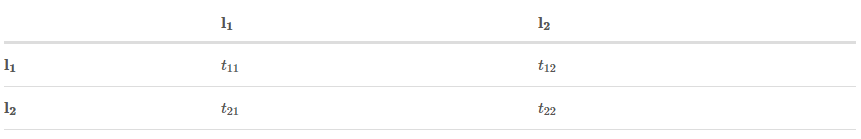 l₁ l₂
l₁ t₁₁ t₁₂
l₂ t₂₁ t₂₂